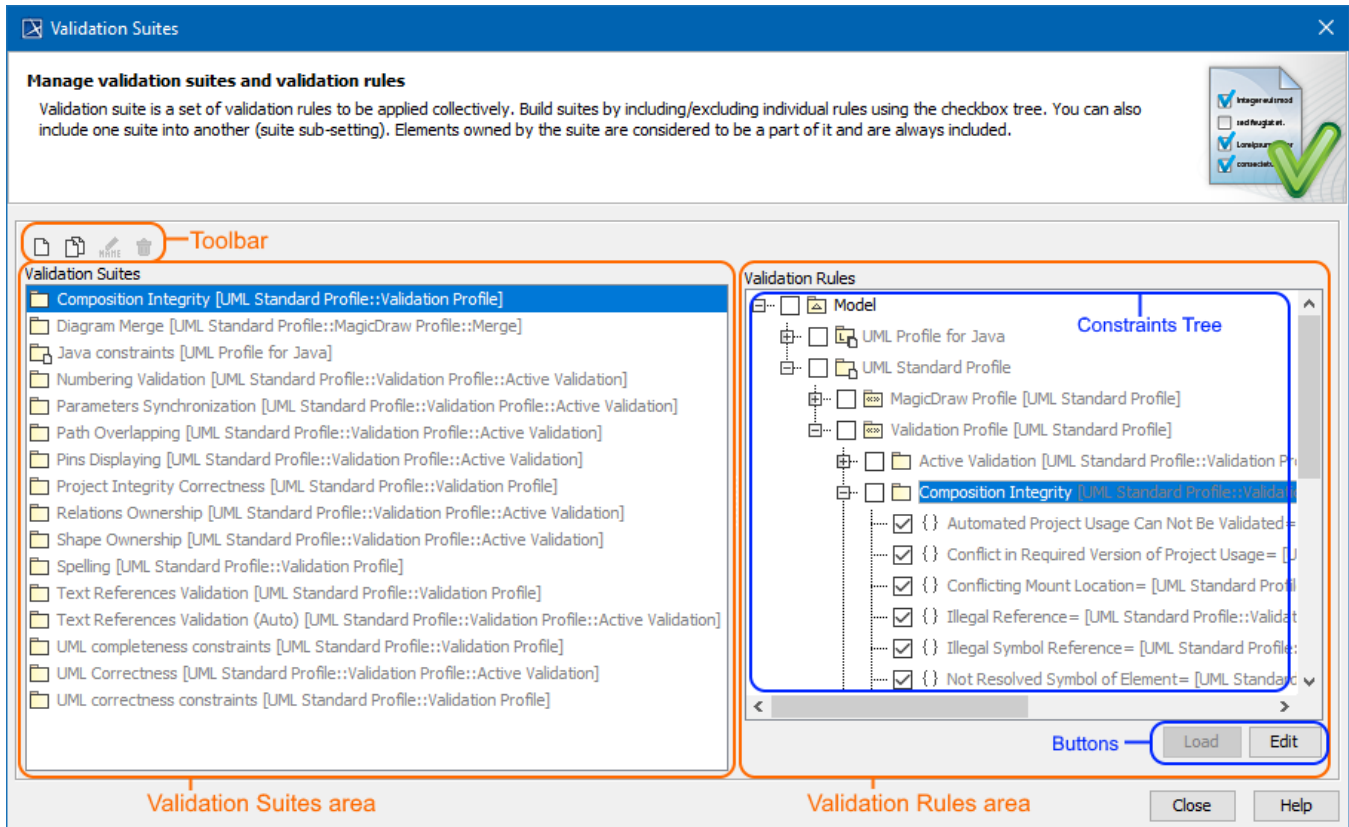 Validation Suites
Manage validation suites and validation rules
Validation suite is a set of validation rules to be applied collectively. Build suites by including/excluding individual rules using the checkbox tree. You can also
include one suite into another (suite sub-setting). Elements owned by the suite are considered to be a part of it and are always included.
Integer euismod
sed feugiat et.
Toolbar
NAME
Validation Suites
Composition Integrity [UML Standard Profile::Validation Profile]
Diagram Merge [UML Standard Profile::MagicDraw Profile::Merge]
Java constraints [UML Profile for Java]
Numbering Validation [UML Standard Profile::Validation Profile::Active Validation]
Parameters Synchronization [UML Standard Profile::Validation Profile::Active Validation]
Path Overlapping [UML Standard Profile::Validation Profile::Active Validation]
Pins Displaying [UML Standard Profile::Validation Profile::Active Validation]
Project Integrity Correctness [UML Standard Profile::Validation Profile]
Relations Ownership [UML Standard Profile::Validation Profile::Active Validation]
Shape Ownership [UML Standard Profile::Validation Profile::Active Validation]
Spelling [UML Standard Profile::Validation Profile]
Text References Validation [UML Standard Profile::Validation Profile]
Text References Validation (Auto) [UML Standard Profile::Validation Profile::Active Validation]
UML completeness constraints [UML Standard Profile::Validation Profile]
UML Correctness [UML Standard Profile::Validation Profile::Active Validation]
UML correctness constraints [UML Standard Profile::Validation Profile]
Validation Suites area
Validation Rules
Model
Constraints Tree
UML Profile for Java
UML Standard Profile
MagicDraw Profile [UML Standard Profile]
Validation Profile [UML Standard Profile]
Active Validation [UML Standard Profile::Validation Pr
Composition Integrity [UML Standard Profile::Validat
{} Automated Project Usage Can Not Be Validated=
{} Conflict in Required Version of Project Usage= [U
{} Conflicting Mount Location= [UML Standard Profil
{} Illegal Reference= [UML Standard Profile::Validat
{} Illegal Symbol Reference= [UML Standard Profile:
{} Not Resolved Symbol of Element= [UML Standard
Buttons
Load
Edit
Validation Rules area
Close
Help